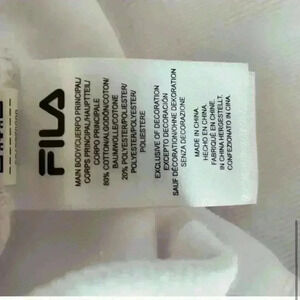 FILA
MAIN BODY/CUERPO PRINCIPAL/
CORPS PRINCIPAL/HAUPTTEIL/
CORPO PRINCIPALE
80% COTTON/ALGODÓN/COTON/
BAUMWOLLE/COTONE
20% POLYESTER/POLIÉSTER/
POLYESTER/POLYESTER/
POLIESTERE
EXCLUSIVE OF DECORATION
EXCEPTO DECORACIÓN
SAUF DÉCORATION/OHNE DEKORATION
SENZA DECORAZIONE
MADE IN CHINA
HECHO EN CHINA
FABRIQUÉ EN CHINE
IN CHINA HERGESTELLT.
CONFEZIONATO IN CINA